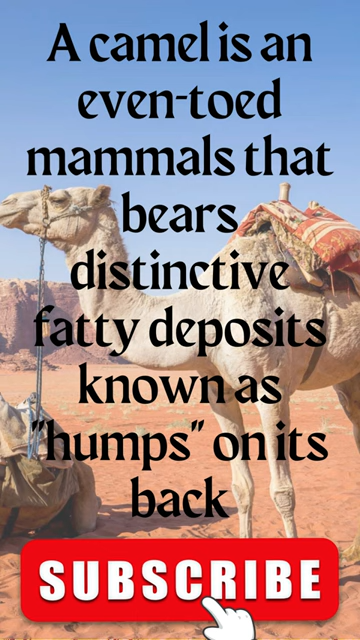 A camel is an
even-toed
mammals that
bears
distinctive
fatty deposits
known as
"humps" on its
back
SUBSCRIBE